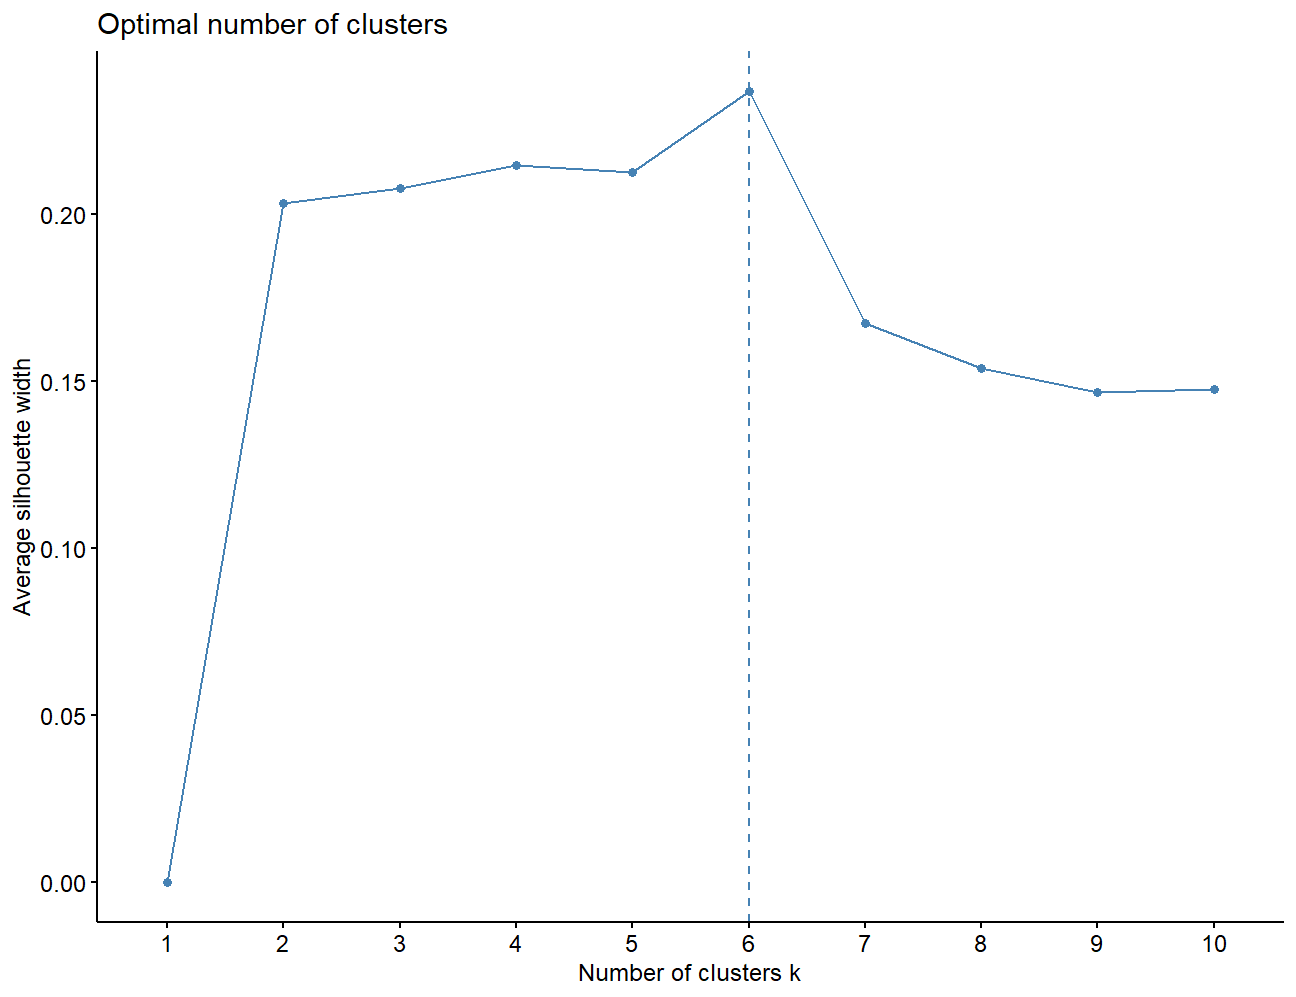 Optimal number of clusters
Average silhouette width
0.20
0.15
0.10
0.05
0.00
1 2 3 4 5 6 7 8 9 10
Number of clusters k